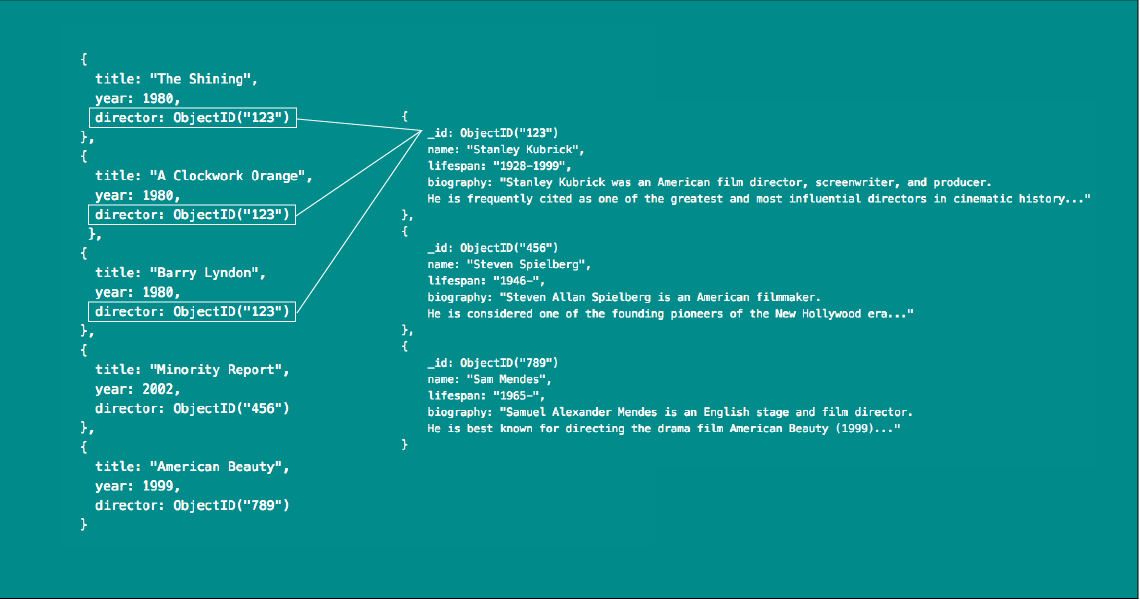 {
title: "The Shining",
year: 1980,
director: ObjectID("123")
},
{
title: "A Clockwork Orange",
year: 1980,
director: ObjectID("123")
},
{
title: "Barry Lyndon",
year: 1980,
director: ObjectID("123")
},
{
title: "Minority Report",
year: 2002,
director: ObjectID("456")
},
{
title: "American Beauty",
year: 1999,
director: ObjectID("789")
}
{
_id: ObjectID("123")
name: "Stanley Kubrick",
lifespan: "1928-1999",
biography: "Stanley Kubrick was an American film director, screenwriter, and producer.
He is frequently cited as one of the greatest and most influential directors in cinematic history..."
},
{
_id: ObjectID("456")
name: "Steven Spielberg",
lifespan: "1946-",
biography: "Steven Allan Spielberg is an American filmmaker.
He is considered one of the founding pioneers of the New Hollywood era..."
},
{
_id: ObjectID("789")
name: "Sam Mendes",
lifespan: "1965-",
biography: "Samuel Alexander Mendes is an English stage and film director.
He is best known for directing the drama film American Beauty (1999)..."
}